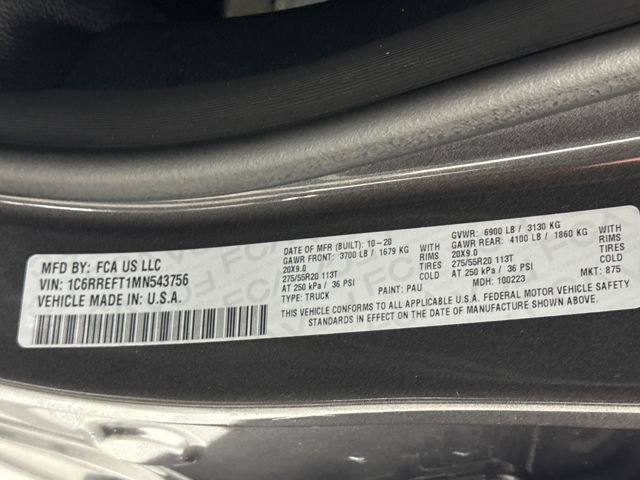 MFD BY: FCA US LLC
VIN: 1C6RREFT1MN543756
VEHICLE MADE IN: U.S.A.
DATE OF MFR (BUILT): 10-20
GAWR FRONT: 3700 LB / 1679 KG WITH
20X9.0 RIMS
275/55R20 113T TIRES
AT 250 kPa / 36 PSI COLD
TYPE: TRUCK
PAINT: PAU
GVWR: 6900 LB / 3130 KG
GAWR REAR: 4100 LB / 1860 KG WITH
20X9.0 RIMS
275/55R20 113T TIRES
AT 250 kPa / 36 PSI COLD
MDH: 100223 MKT: 875
THIS VEHICLE CONFORMS TO ALL APPLICABLE U.S.A. FEDERAL MOTOR VEHICLE SAFETY
STANDARDS IN EFFECT ON THE DATE OF MANUFACTURE SHOWN ABOVE.